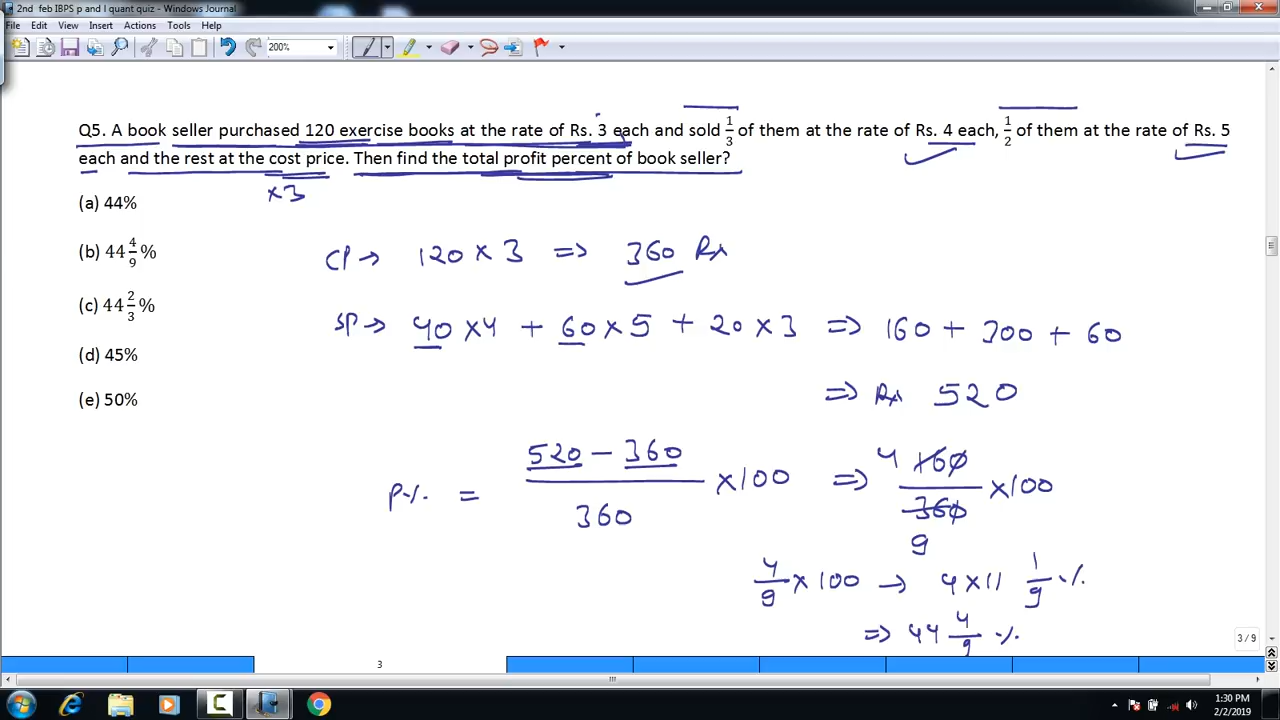 2nd feb IBPS p and I quant quiz - Windows Journal
File Edit View Insert Actions Tools Help
200%
Q5. A book seller purchased 120 exercise books at the rate of Rs. 3 each and sold 1/3 of them at the rate of Rs. 4 each, 1/2 of them at the rate of Rs. 5
each and the rest at the cost price. Then find the total profit percent of book seller?
×3
(a) 44%
(b) 44 4/9 %
(c) 44 2/3 %
(d) 45%
(e) 50%
CP → 120 × 3 ⇒ 360 Rs
SP → 40×4 + 60×5 + 20×3 ⇒ 160 + 300 + 60
⇒ Rs 520
P% = (520 − 360)/360 ×100 ⇒ 4 160/360 9 ×100
4/9 × 100 → 4×11 1/9 %
⇒ 44 4/9 %
3 / 9
3
1:30 PM
2/2/2019